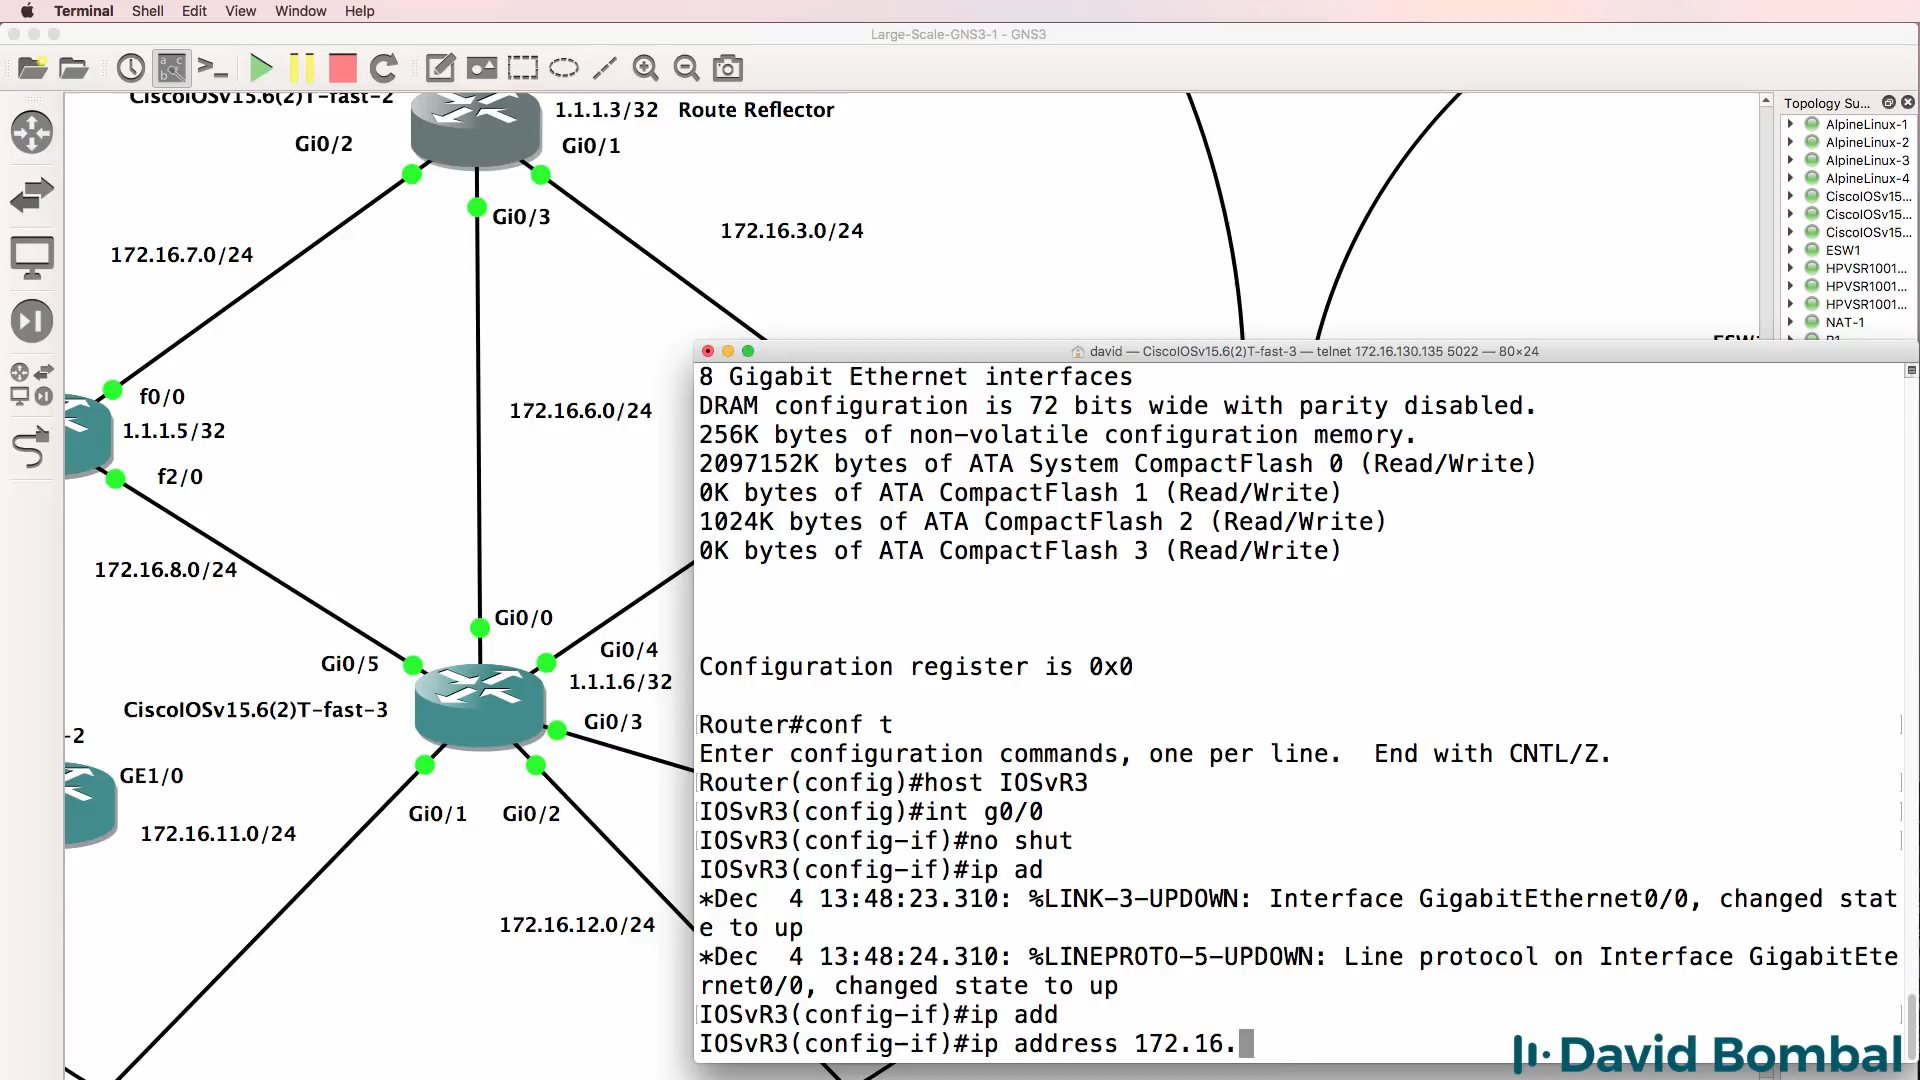 Terminal Shell Edit View Window Help
Large-Scale-GNS3-1 - GNS3
CiscoIOSv15.6(2)T-fast-2
1.1.1.3/32 Route Reflector
Gi0/2
Gi0/1
Gi0/3
172.16.7.0/24
172.16.3.0/24
f0/0
1.1.1.5/32
f2/0
172.16.6.0/24
172.16.8.0/24
Gi0/0
Gi0/4
Gi0/5
1.1.1.6/32
CiscoIOSv15.6(2)T-fast-3
Gi0/3
-2
GE1/0
Gi0/1
Gi0/2
172.16.11.0/24
172.16.12.0/24
Topology Su...
AlpineLinux-1
AlpineLinux-2
AlpineLinux-3
AlpineLinux-4
CiscoIOSv15...
CiscoIOSv15...
CiscoIOSv15...
ESW1
HPVSR1001...
HPVSR1001...
HPVSR1001...
NAT-1
david — CiscoIOSv15.6(2)T-fast-3 — telnet 172.16.130.135 5022 — 80×24
8 Gigabit Ethernet interfaces
DRAM configuration is 72 bits wide with parity disabled.
256K bytes of non-volatile configuration memory.
2097152K bytes of ATA System CompactFlash 0 (Read/Write)
0K bytes of ATA CompactFlash 1 (Read/Write)
1024K bytes of ATA CompactFlash 2 (Read/Write)
0K bytes of ATA CompactFlash 3 (Read/Write)
Configuration register is 0x0
Router#conf t
Enter configuration commands, one per line.  End with CNTL/Z.
Router(config)#host IOSvR3
IOSvR3(config)#int g0/0
IOSvR3(config-if)#no shut
IOSvR3(config-if)#ip ad
*Dec  4 13:48:23.310: %LINK-3-UPDOWN: Interface GigabitEthernet0/0, changed stat
e to up
*Dec  4 13:48:24.310: %LINEPROTO-5-UPDOWN: Line protocol on Interface GigabitEte
rnet0/0, changed state to up
IOSvR3(config-if)#ip add
IOSvR3(config-if)#ip address 172.16.
David Bombal